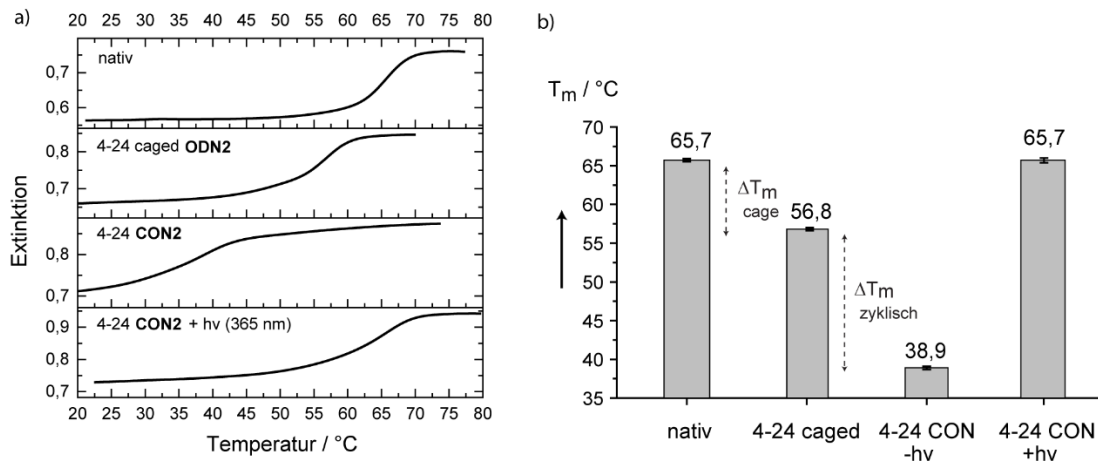 a)
20 25 30 35 40 45 50 55 60 65 70 75 80
nativ
0,7
0,6
4-24 caged ODN2
0,8
0,7
4-24 CON2
0,8
0,7
4-24 CON2 + hv (365 nm)
0,9
0,8
0,7
20 25 30 35 40 45 50 55 60 65 70 75 80
Extinktion
Temperatur / °C
b)
Tm / °C
70
65
60
55
50
45
40
35
65,7
56,8
38,9
65,7
ΔTm
cage
ΔTm
zyklisch
nativ
4-24 caged
4-24 CON
-hv
4-24 CON
+hv